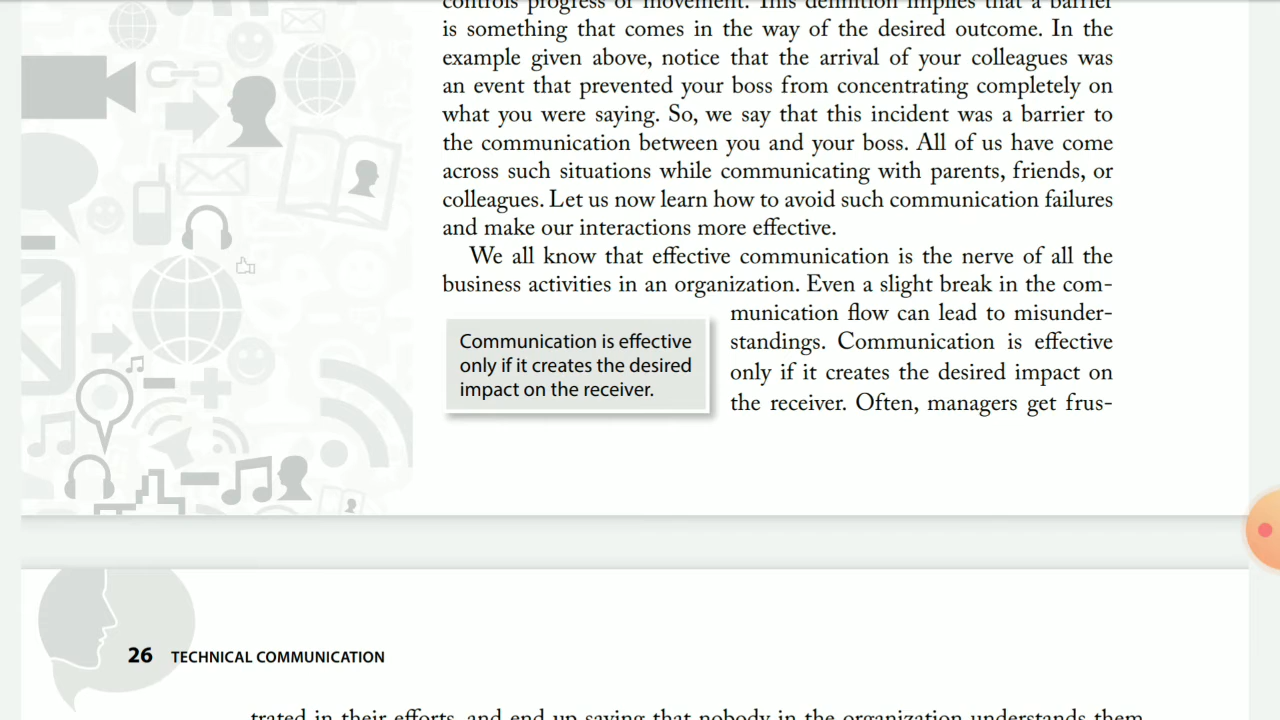 controls progress or movement. This definition implies that a barrier
is something that comes in the way of the desired outcome. In the
example given above, notice that the arrival of your colleagues was
an event that prevented your boss from concentrating completely on
what you were saying. So, we say that this incident was a barrier to
the communication between you and your boss. All of us have come
across such situations while communicating with parents, friends, or
colleagues. Let us now learn how to avoid such communication failures
and make our interactions more effective.
We all know that effective communication is the nerve of all the
business activities in an organization. Even a slight break in the com-
munication flow can lead to misunder-
standings. Communication is effective
only if it creates the desired impact on
the receiver. Often, managers get frus-
Communication is effective
only if it creates the desired
impact on the receiver.
26 TECHNICAL COMMUNICATION
trated in their efforts, and end up saying that nobody in the organization understands them